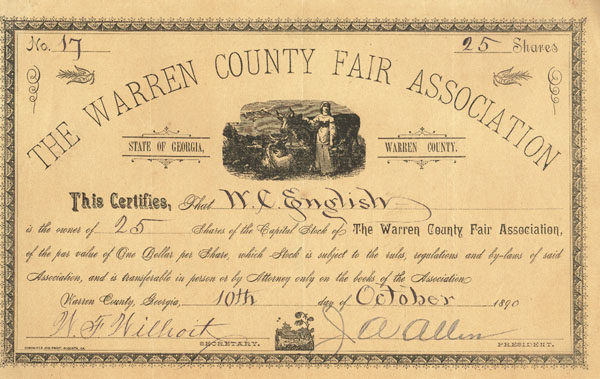 No. 17
25 Shares
THE WARREN COUNTY FAIR ASSOCIATION
STATE OF GEORGIA,
WARREN COUNTY.
This Certifies, That W. C. English
is the owner of 25 Shares of the Capital Stock of The Warren County Fair Association,
of the par value of One Dollar per Share, which Stock is subject to the rules, regulations and by-laws of said
Association, and is transferable in person or by Attorney only on the books of the Association
Warren County, Georgia, 10th day of October 1890
W. F. Wilhoit
J A Allen
SECRETARY.
PRESIDENT.